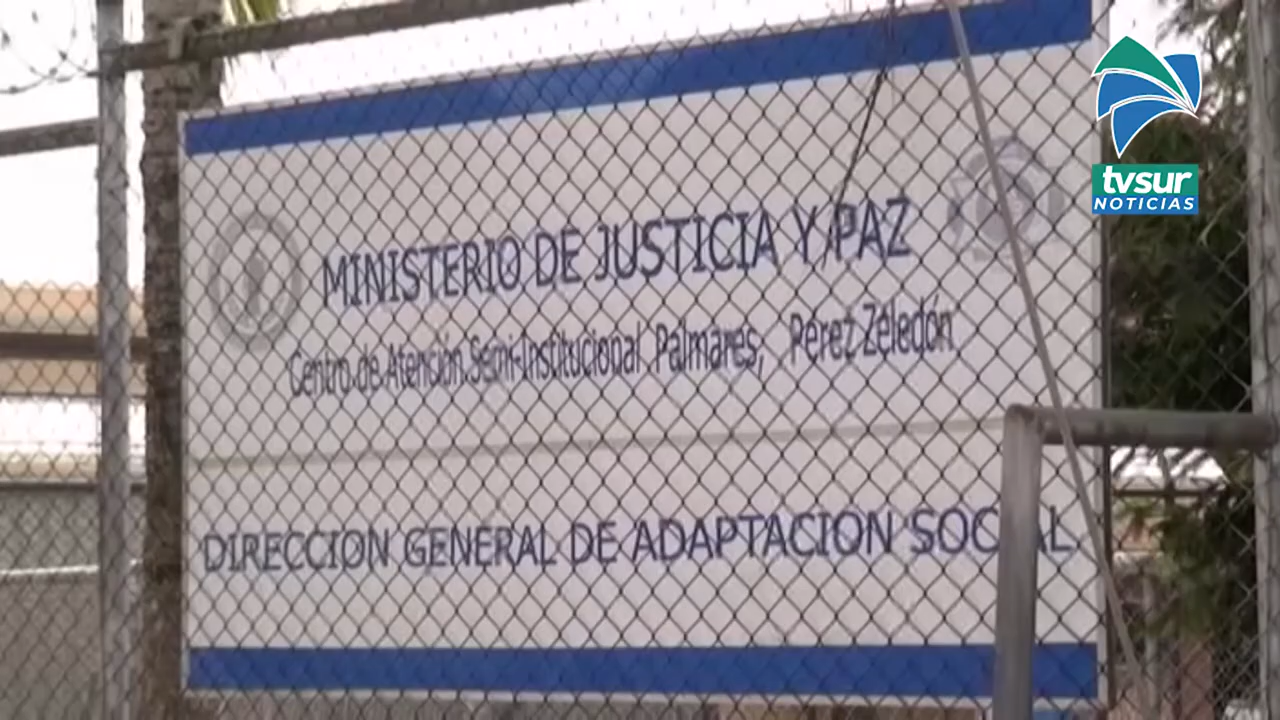 MINISTERIO DE JUSTICIA Y PAZ
Centro de Atención Semi-Institucional Palmares, Pérez Zeledón
DIRECCION GENERAL DE ADAPTACION SOCIAL
tvsur
NOTICIAS